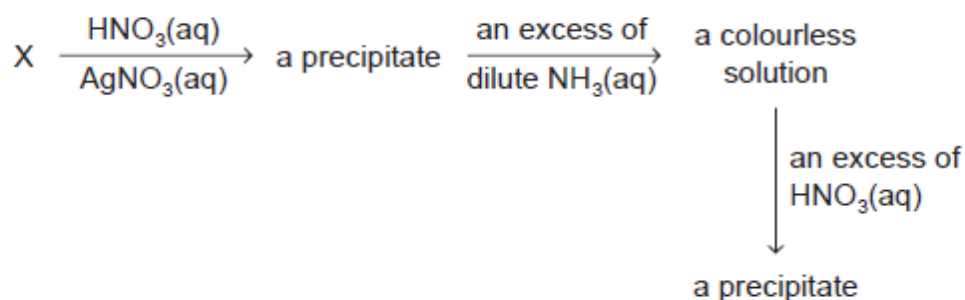 X
HNO₃(aq)
AgNO₃(aq)
a precipitate
an excess of
dilute NH₃(aq)
a colourless
solution
an excess of
HNO₃(aq)
a precipitate